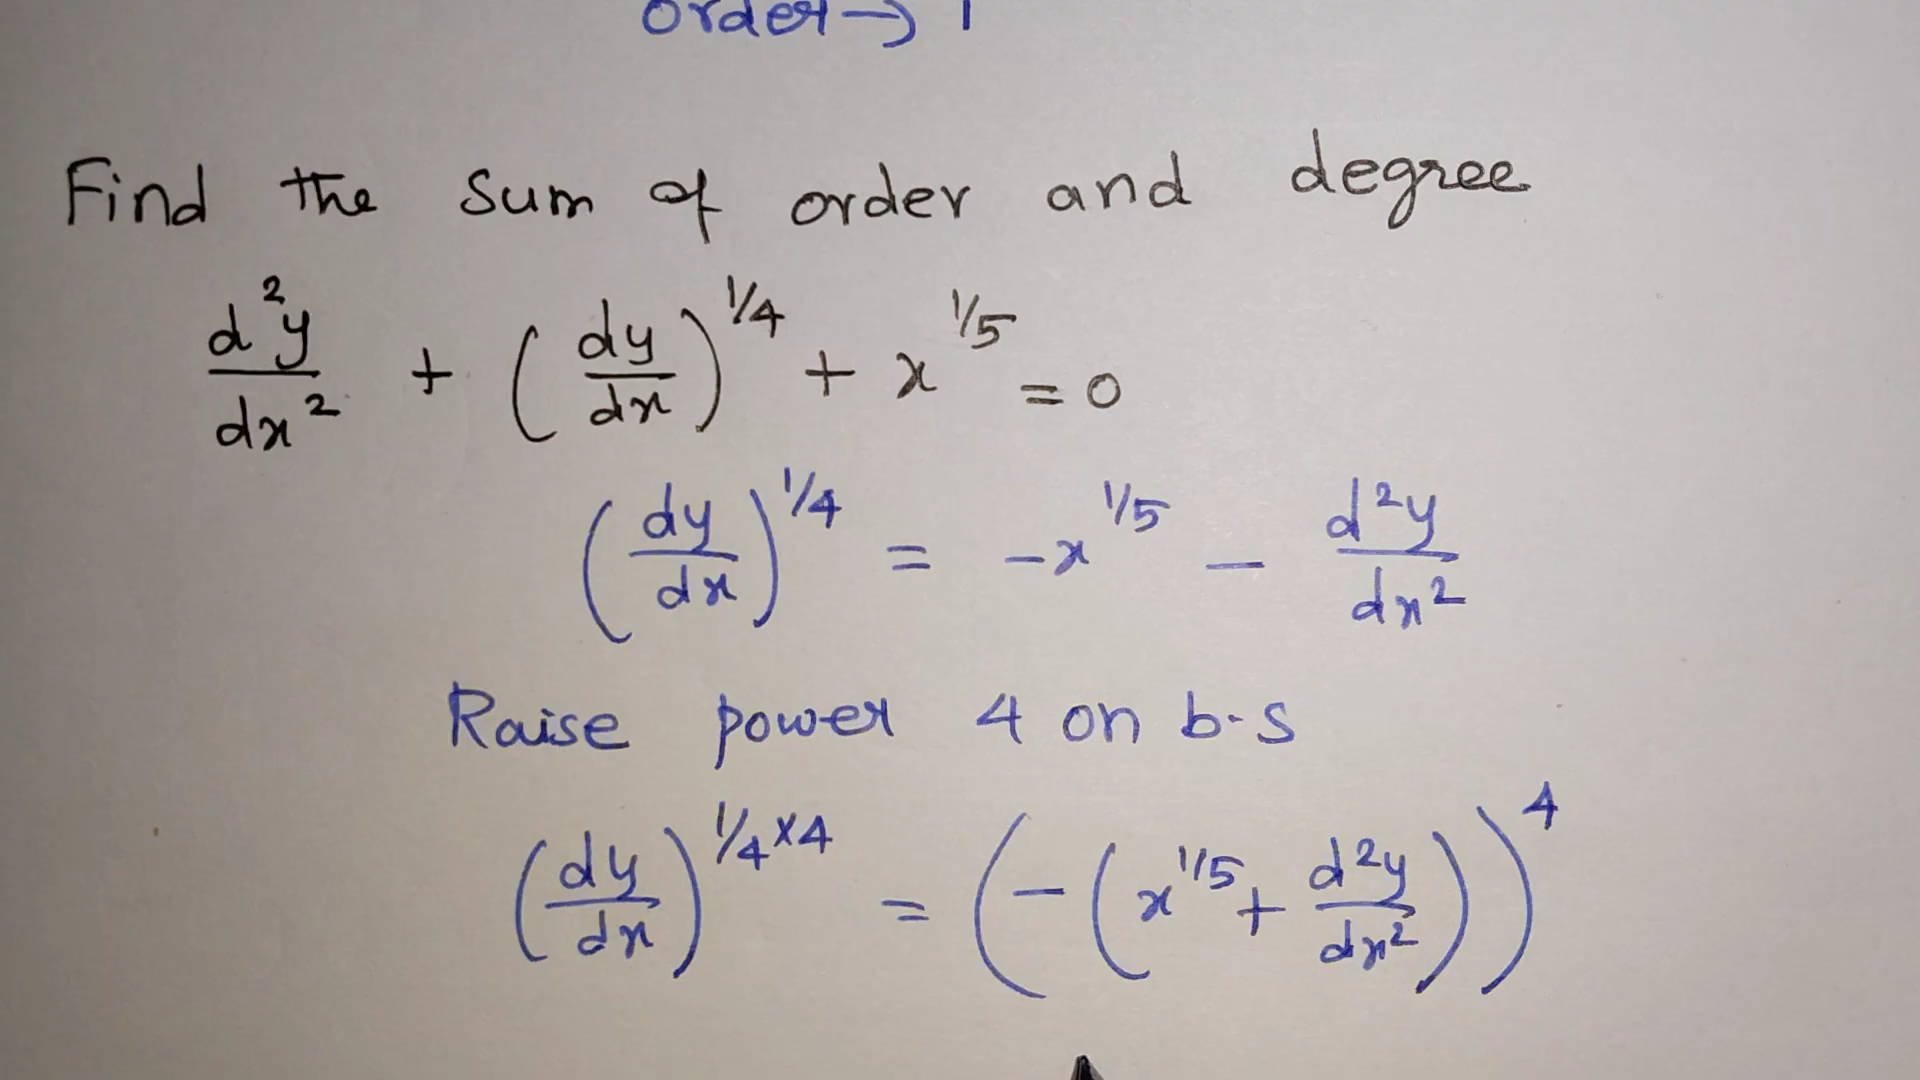 order → 1
Find the sum of order and degree
d²y/dx² + (dy/dx)^1/4 + x^1/5 = 0
(dy/dx)^1/4 = -x^1/5 - d²y/dx²
Raise power 4 on b-s
(dy/dx)^1/4×4 = (-(x^1/5 + d²y/dx²))^4